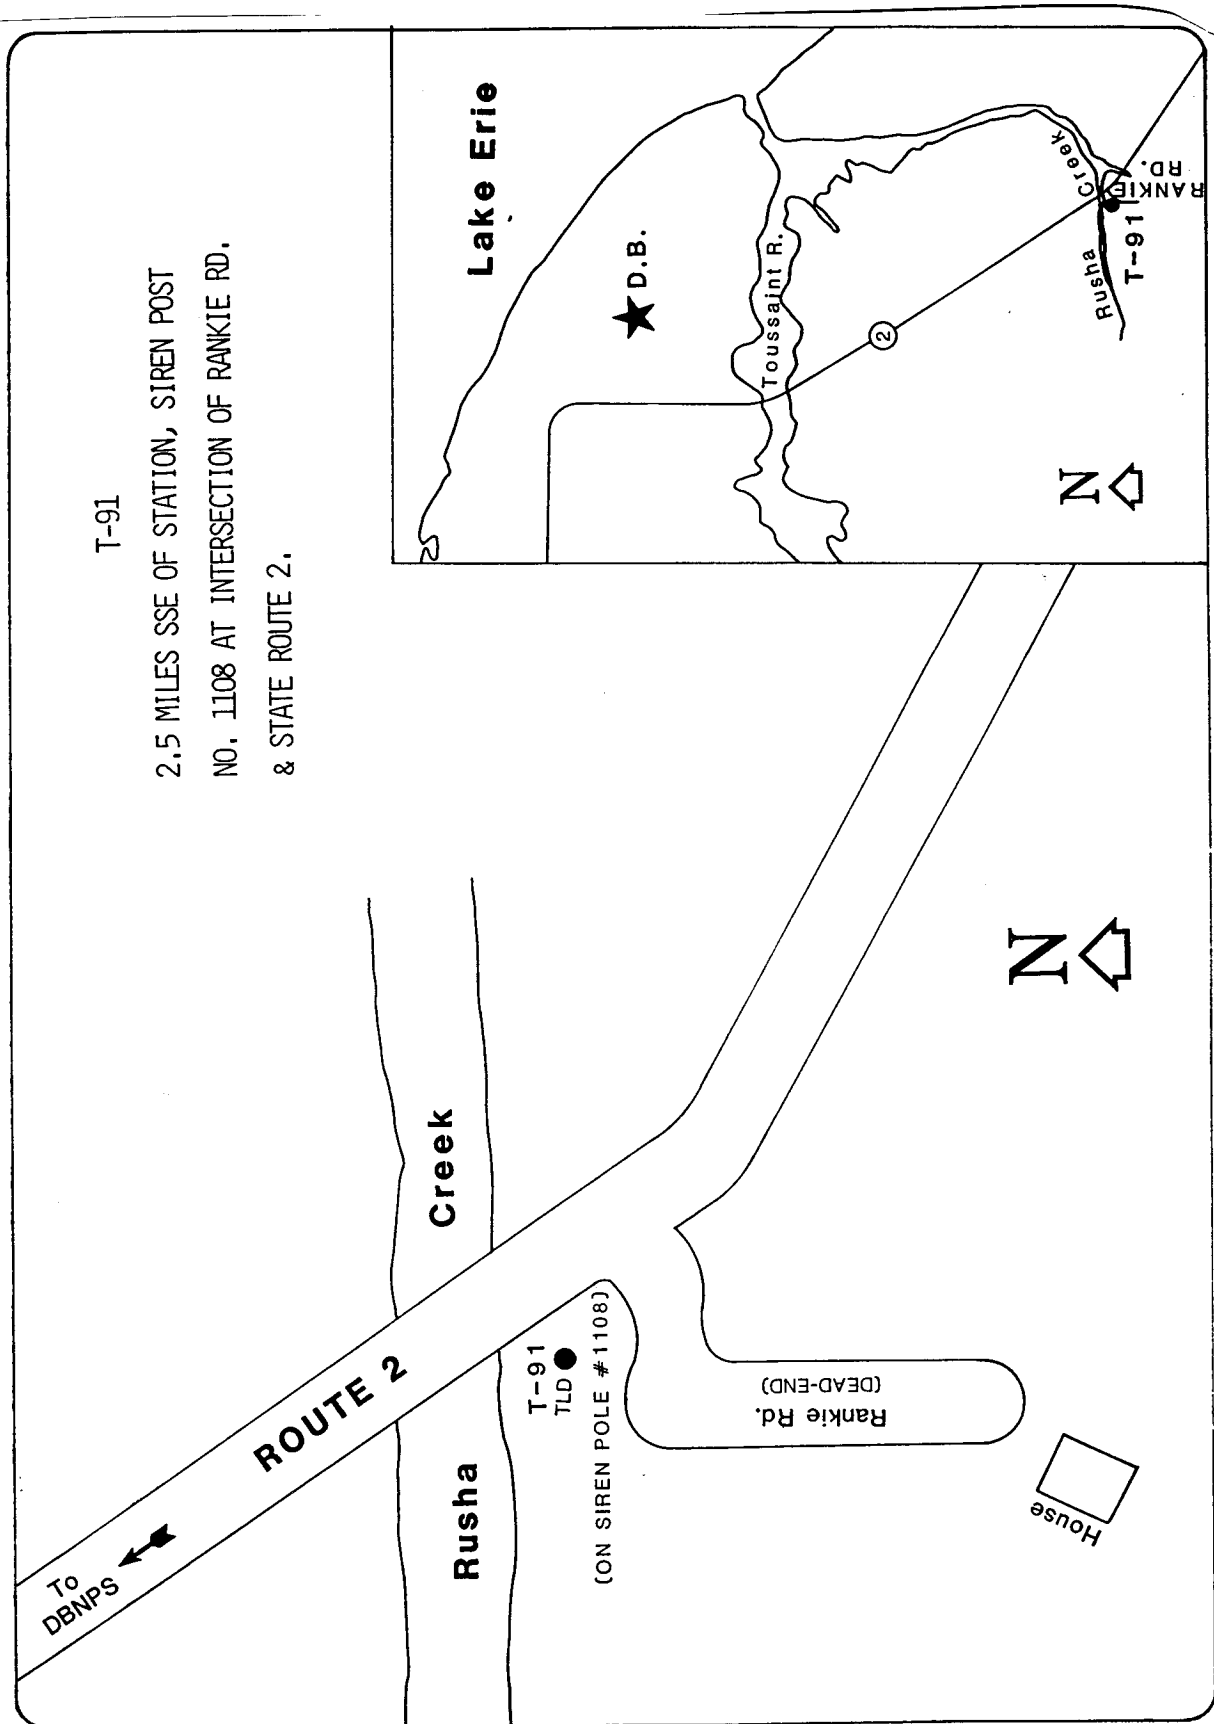 T-91
2.5 MILES SSE OF STATION, SIREN POST
NO. 1108 AT INTERSECTION OF RANKIE RD.
& STATE ROUTE 2.
Lake Erie
D.B.
Toussaint R.
2
Rusha
Creek
T-91
RANKIE
RD.
N
To
DBNPS
ROUTE 2
Rusha
Creek
T-91
TLD
(ON SIREN POLE #1108)
Rankie Rd.
(DEAD-END)
House
N